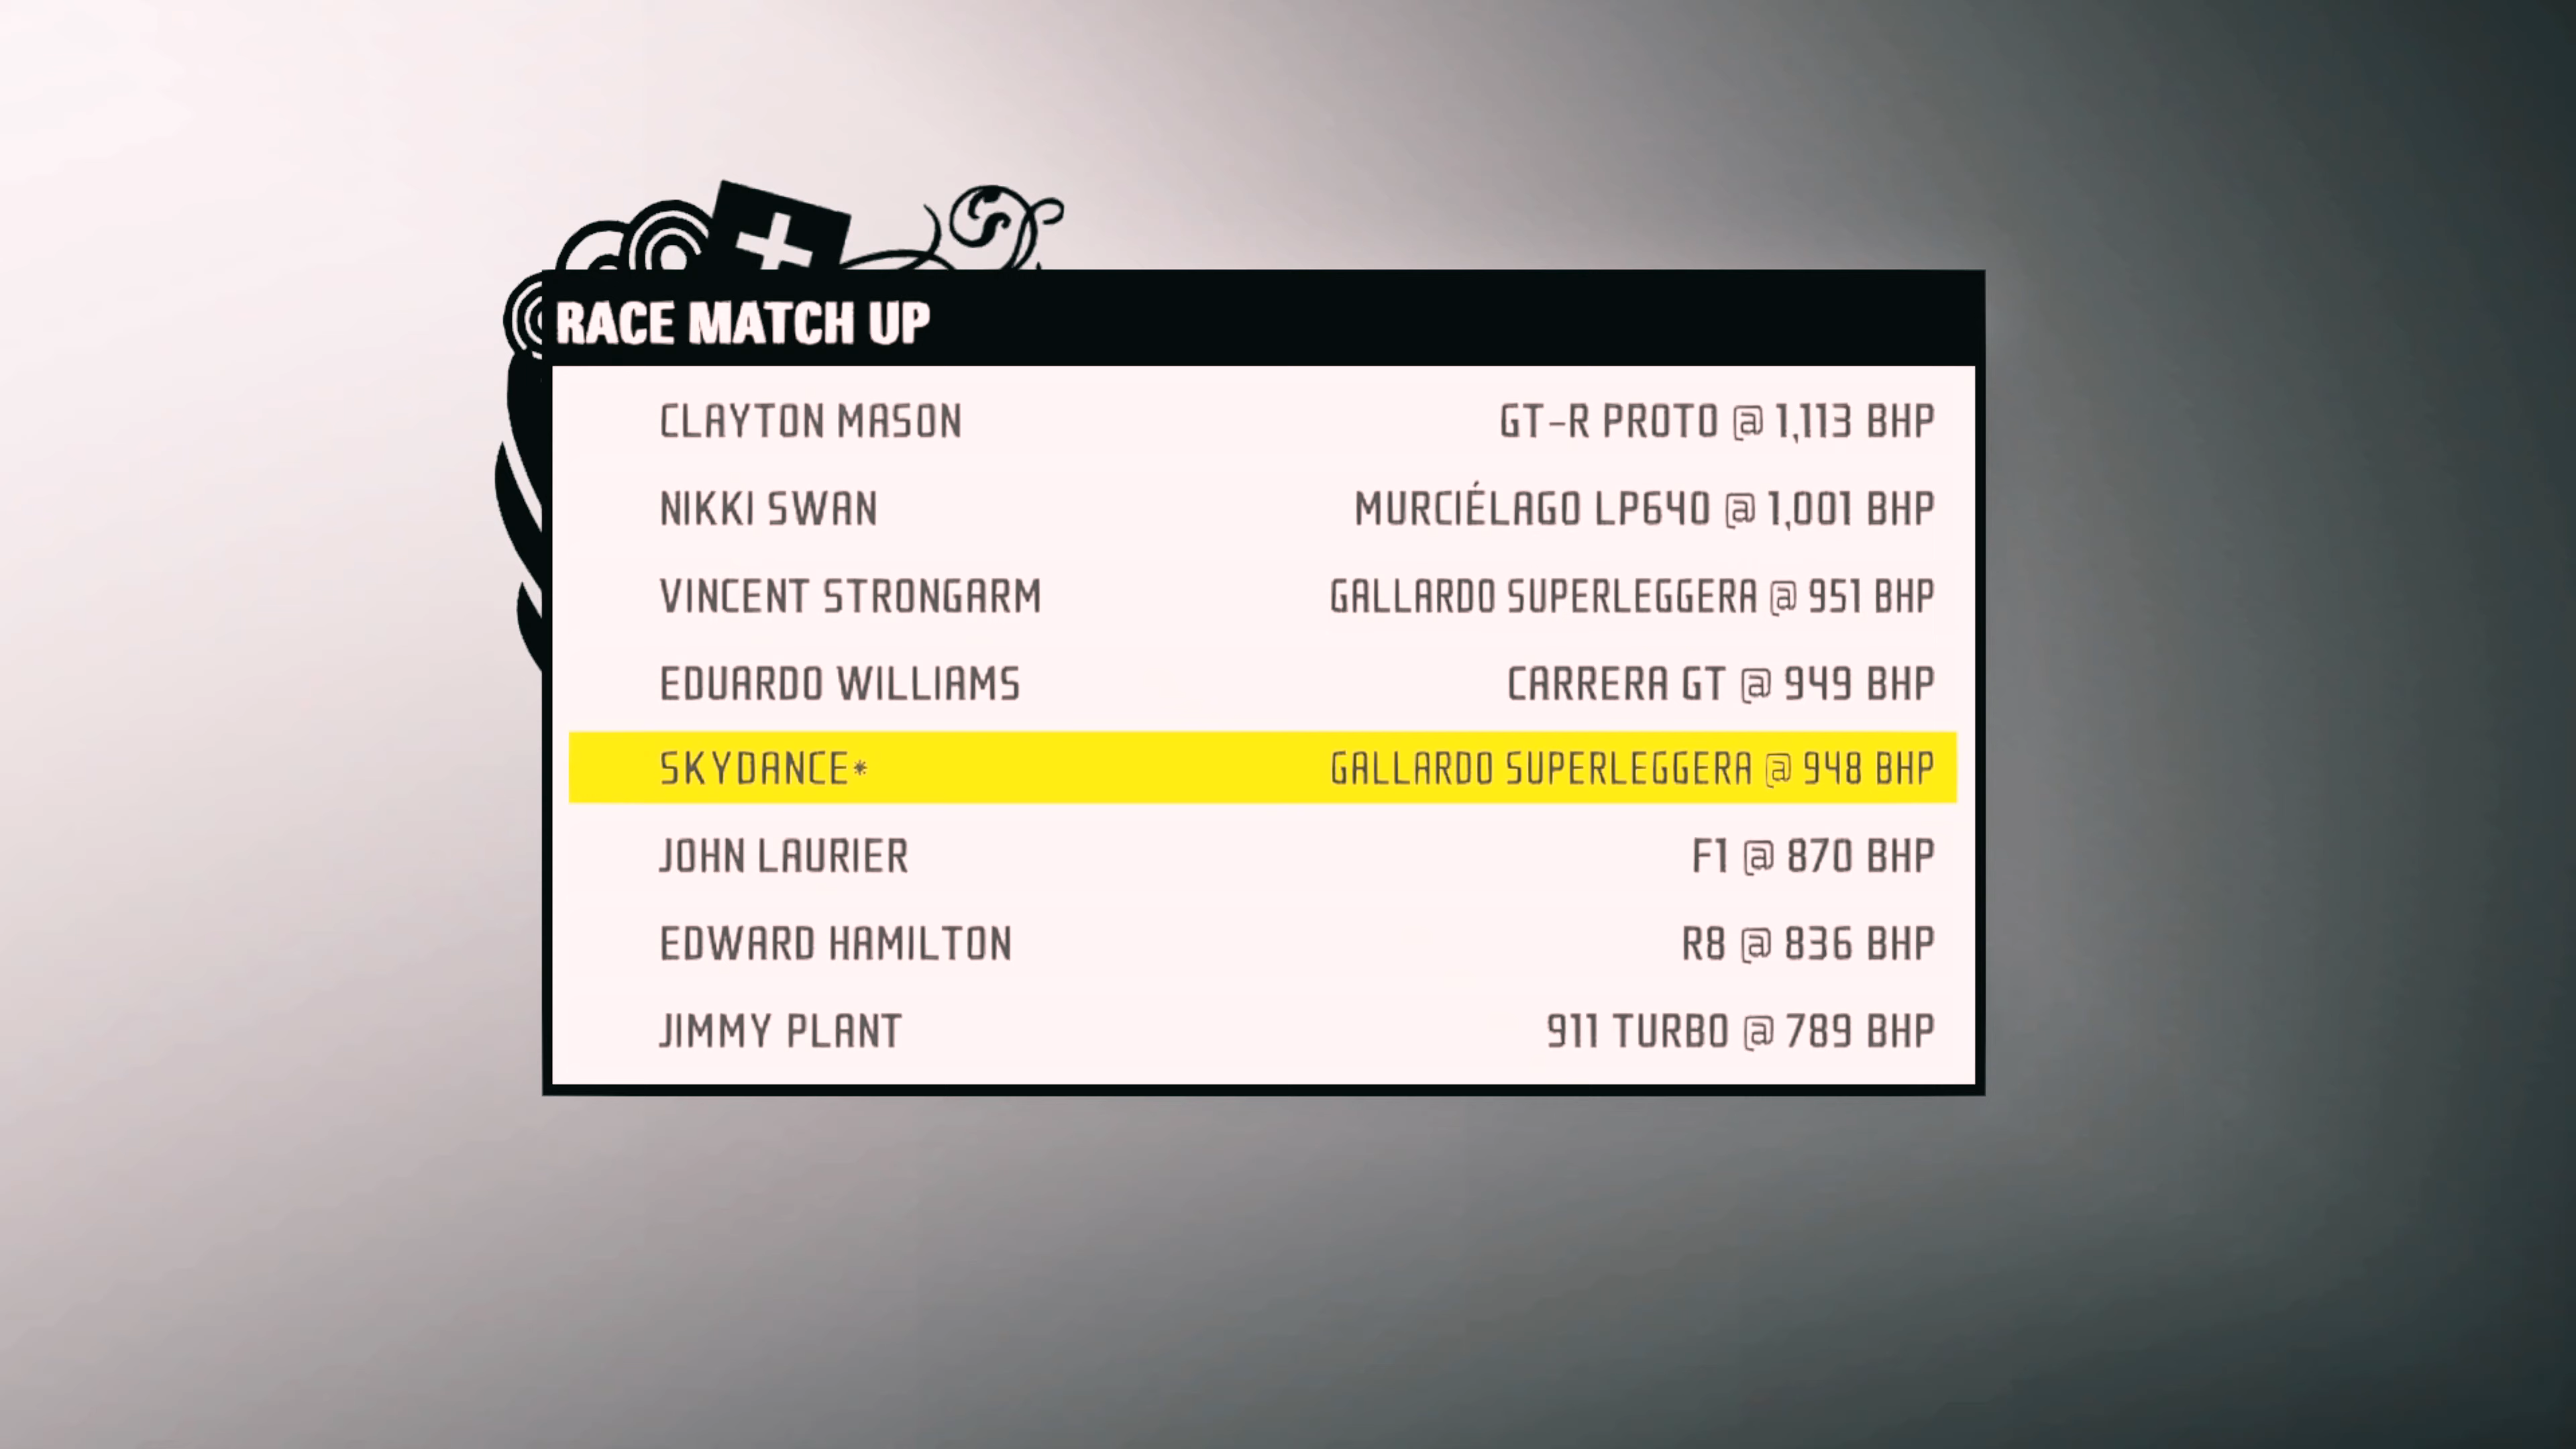 RACE MATCH UP
CLAYTON MASON GT-R PROTO @ 1,113 BHP
NIKKI SWAN MURCIÉLAGO LP640 @ 1,001 BHP
VINCENT STRONGARM GALLARDO SUPERLEGGERA @ 951 BHP
EDUARDO WILLIAMS CARRERA GT @ 949 BHP
SKYDANCE* GALLARDO SUPERLEGGERA @ 948 BHP
JOHN LAURIER F1 @ 870 BHP
EDWARD HAMILTON R8 @ 836 BHP
JIMMY PLANT 911 TURBO @ 789 BHP